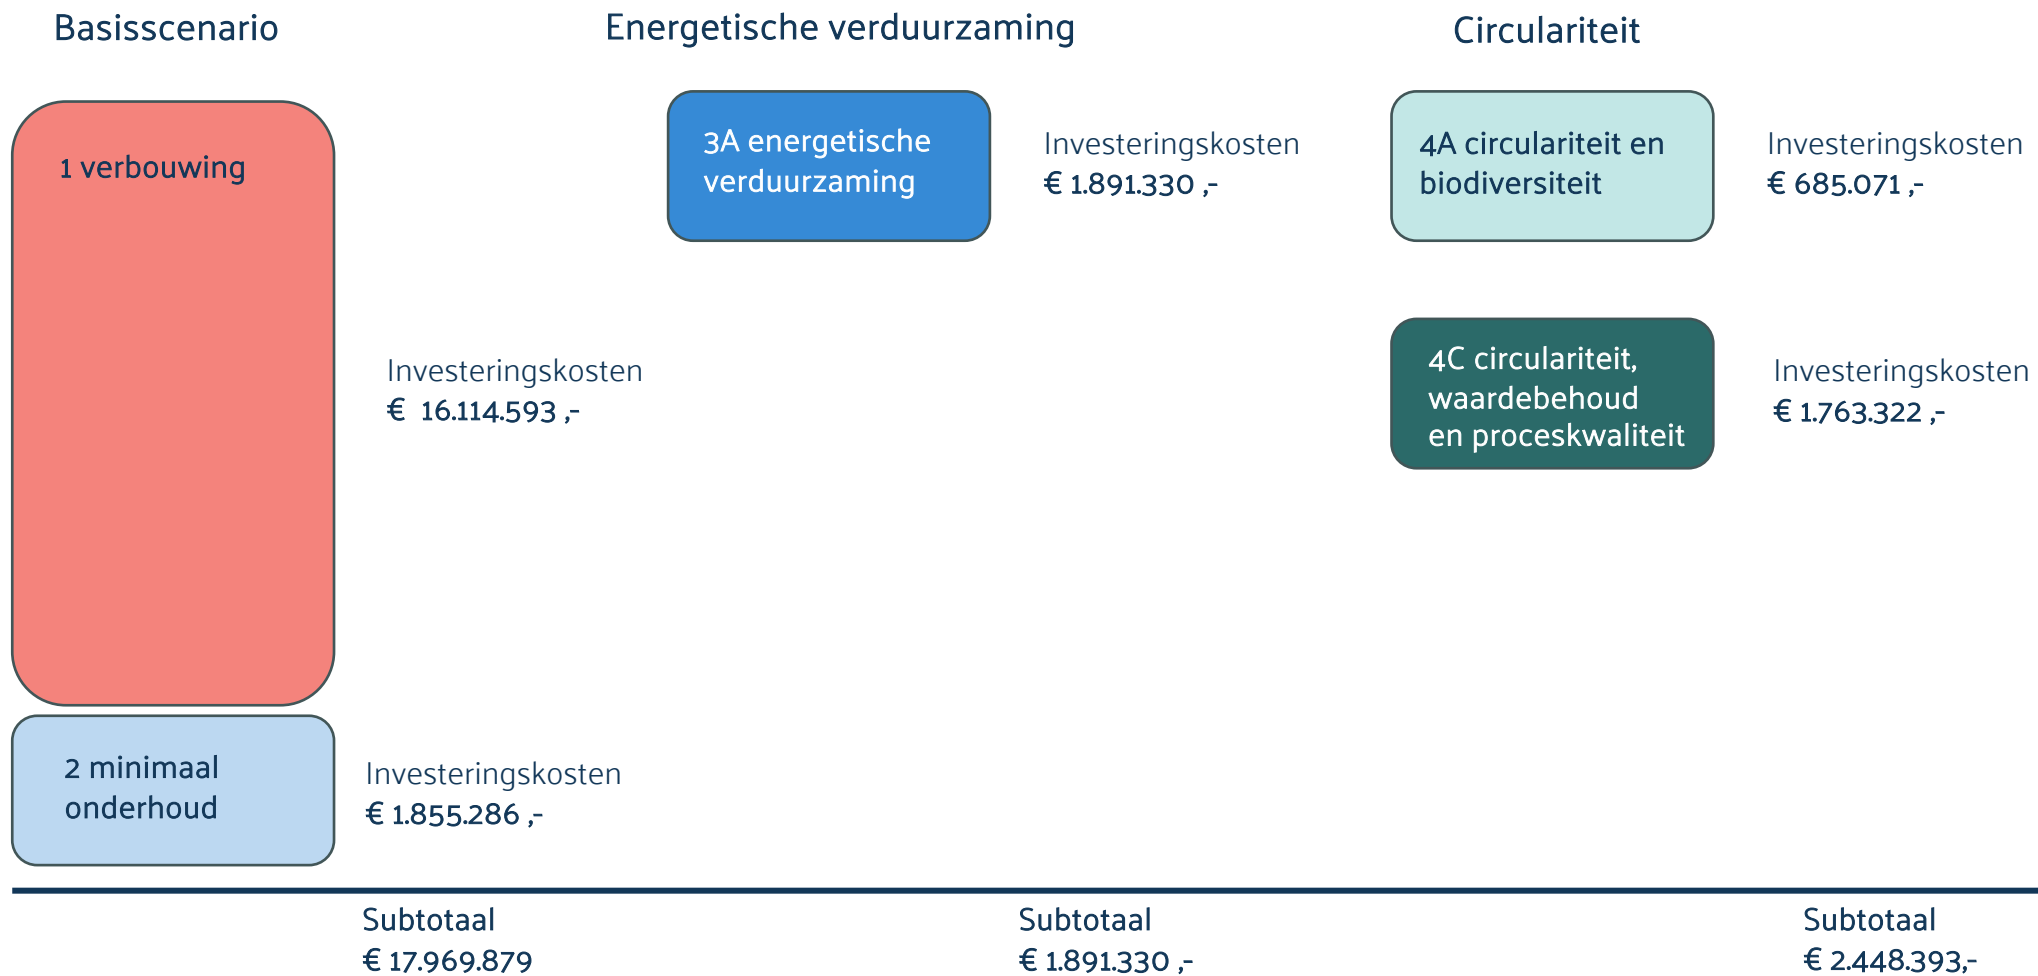 Basisscenario
Energetische verduurzaming
Circulariteit
1 verbouwing
Investeringskosten
€  16.114.593 ,-
2 minimaal
onderhoud
Investeringskosten
€ 1.855.286 ,-
3A energetische
verduurzaming
Investeringskosten
€ 1.891.330 ,-
4A circulariteit en
biodiversiteit
Investeringskosten
€ 685.071 ,-
4C circulariteit,
waardebehoud
en proceskwaliteit
Investeringskosten
€ 1.763.322 ,-
Subtotaal
€ 17.969.879
Subtotaal
€ 1.891.330 ,-
Subtotaal
€ 2.448.393,-